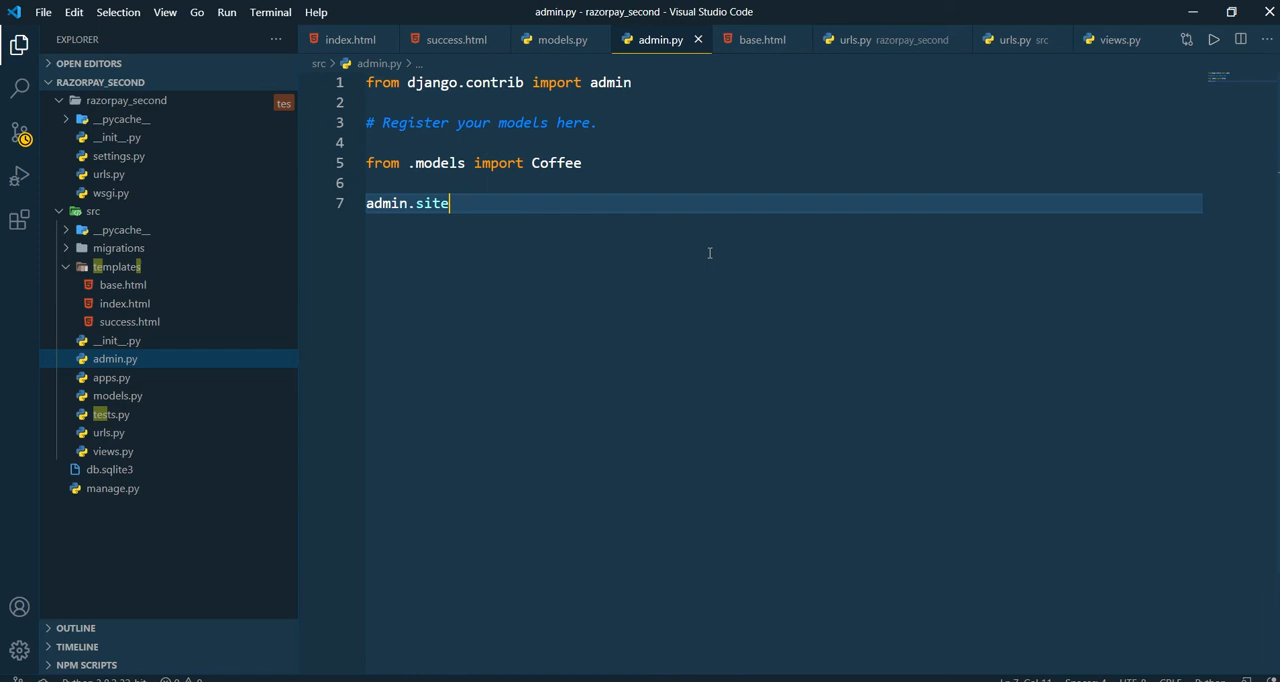 File Edit Selection View Go Run Terminal Help
admin.py - razorpay_second - Visual Studio Code
EXPLORER
index.html success.html models.py admin.py base.html urls.py razorpay_second urls.py src views.py
OPEN EDITORS
RAZORPAY_SECOND
razorpay_second
tes
__pycache__
__init__.py
settings.py
urls.py
wsgi.py
src
__pycache__
migrations
templates
base.html
index.html
success.html
__init__.py
admin.py
apps.py
models.py
tests.py
urls.py
views.py
db.sqlite3
manage.py
OUTLINE
TIMELINE
NPM SCRIPTS
src > admin.py > ...
1 from django.contrib import admin
2
3 # Register your models here.
4
5 from .models import Coffee
6
7 admin.site